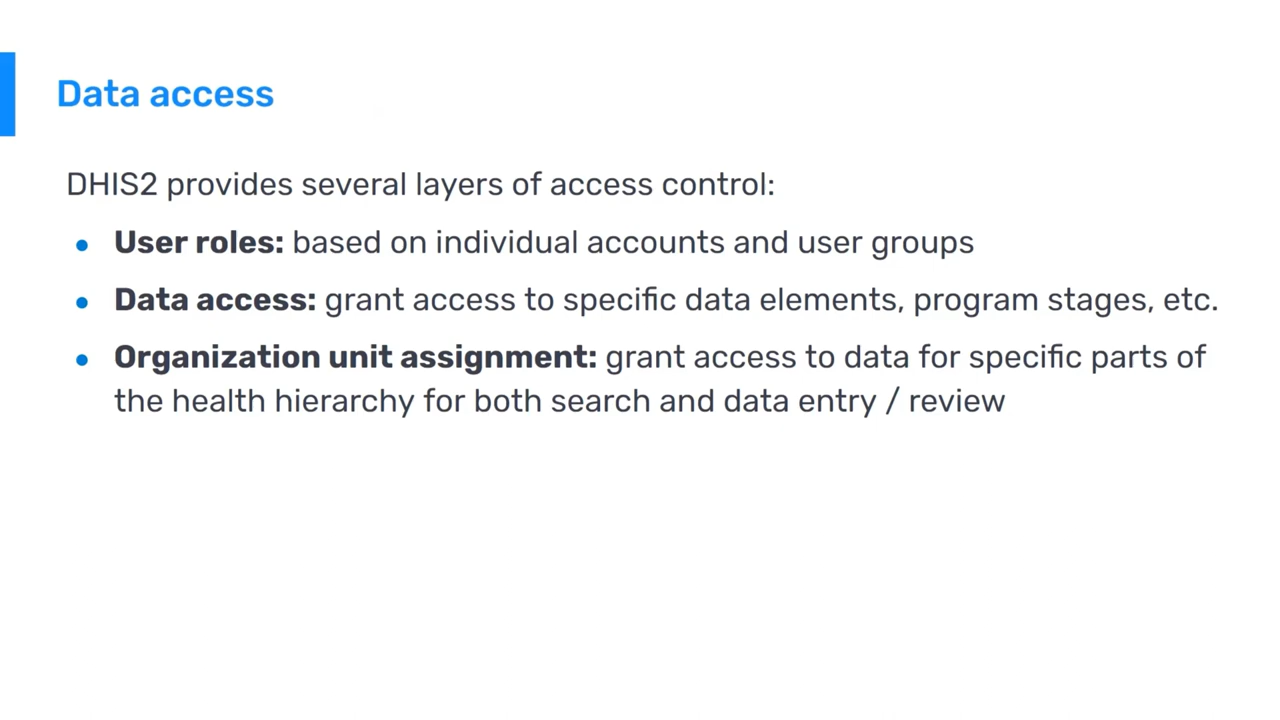 Data access
DHIS2 provides several layers of access control:
● User roles: based on individual accounts and user groups
● Data access: grant access to specific data elements, program stages, etc.
● Organization unit assignment: grant access to data for specific parts of
the health hierarchy for both search and data entry / review